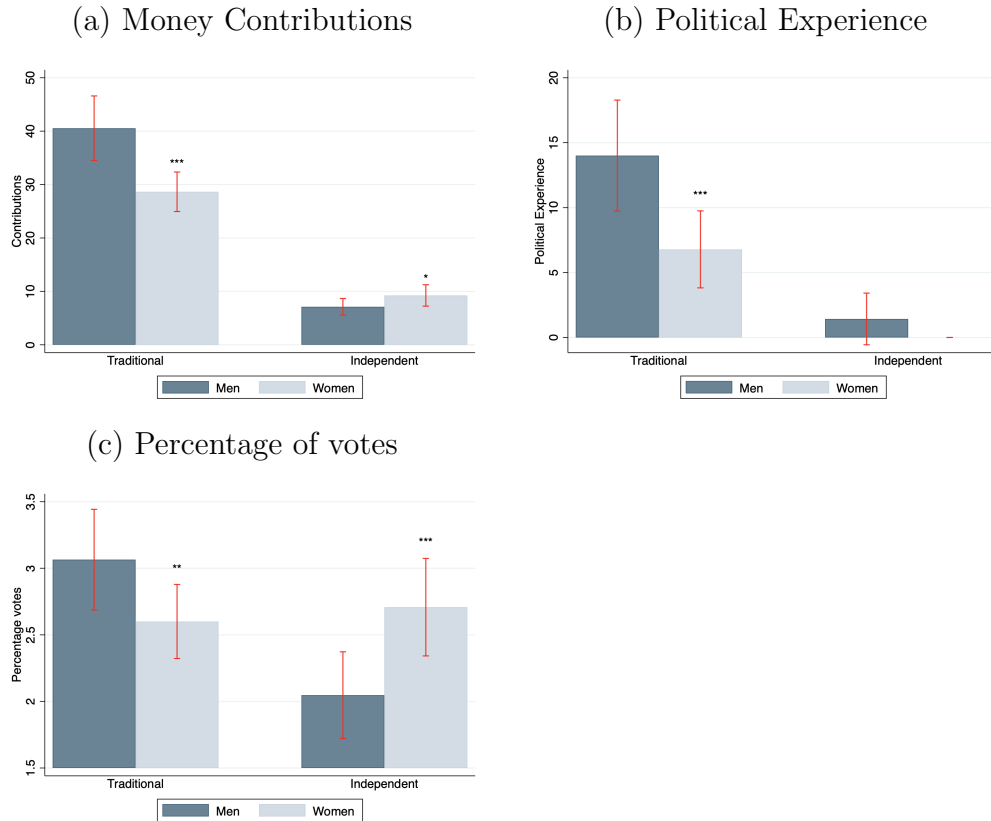 (a) Money Contributions
Contributions
50
40
30
20
10
0
***
*
Traditional Independent
Men Women
(b) Political Experience
Political Experience
20
15
10
5
0
***
Traditional Independent
Men Women
(c) Percentage of votes
Percentage votes
3.5
3
2.5
2
1.5
**
***
Traditional Independent
Men Women